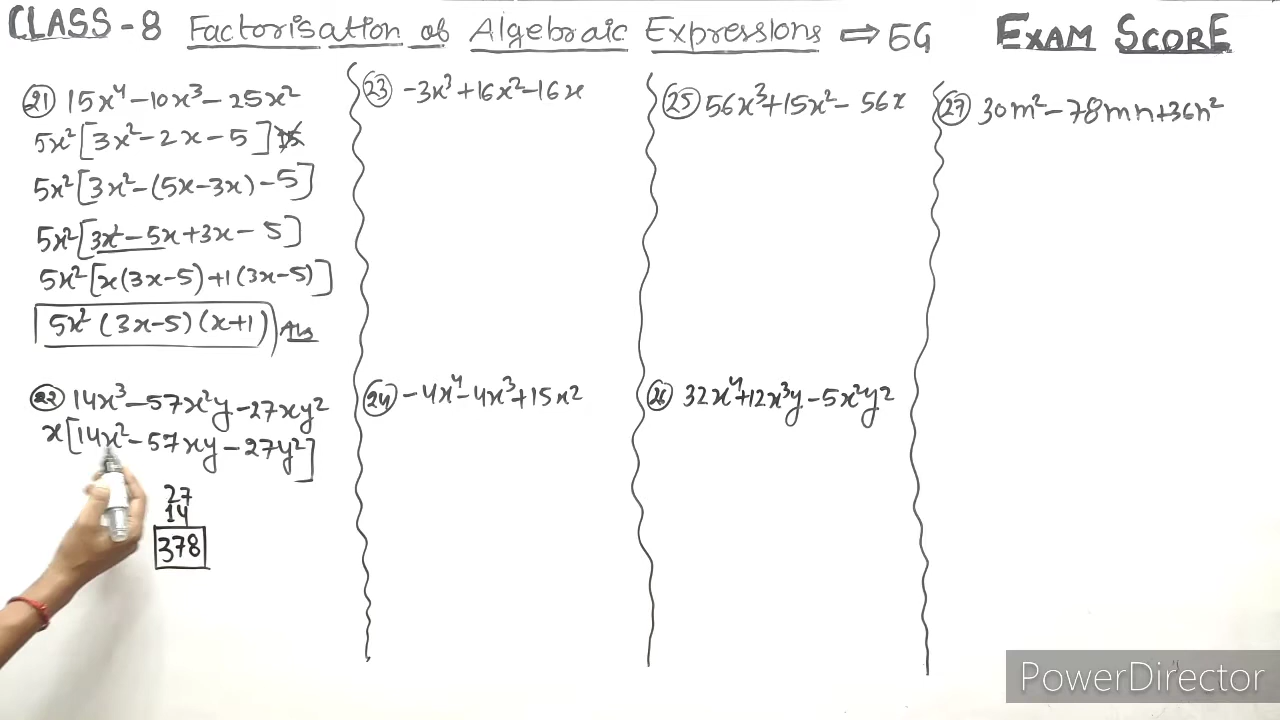 CLASS - 8 Factorisation of Algebraic Expressions ⇒ 5G EXAM SCORE
21 15x⁴ - 10x³ - 25x²
5x² [3x² - 2x - 5]
5x² [3x² - (5x - 3x) - 5]
5x² [3x² - 5x + 3x - 5]
5x² [x(3x - 5) + 1(3x - 5)]
5x² (3x - 5) (x + 1) Ans
22 14x³ - 57x²y - 27xy²
x[14x² - 57xy - 27y²]
27
14
378
23 -3x³ + 16x² - 16x
24 -4x⁴ - 4x³ + 15x²
25 56x³ + 15x² - 56x
26 32x⁴ + 12x³y - 5x²y²
27 30m² - 78mn + 36n²
PowerDirector